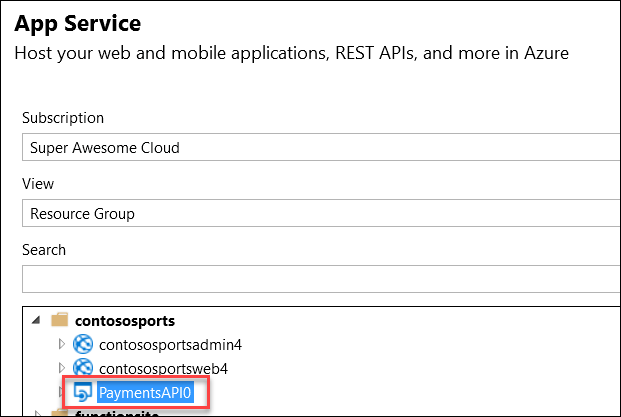 App Service
Host your web and mobile applications, REST APIs, and more in Azure
Subscription
Super Awesome Cloud
View
Resource Group
Search
contososports
contososportsadmin4
contososportsweb4
PaymentsAPI0
functionsite